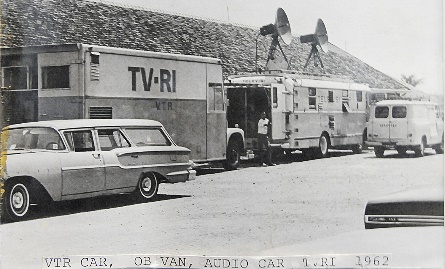 TV-RI
VTR
VTR CAR, OB VAN, AUDIO CAR T.RI 1962